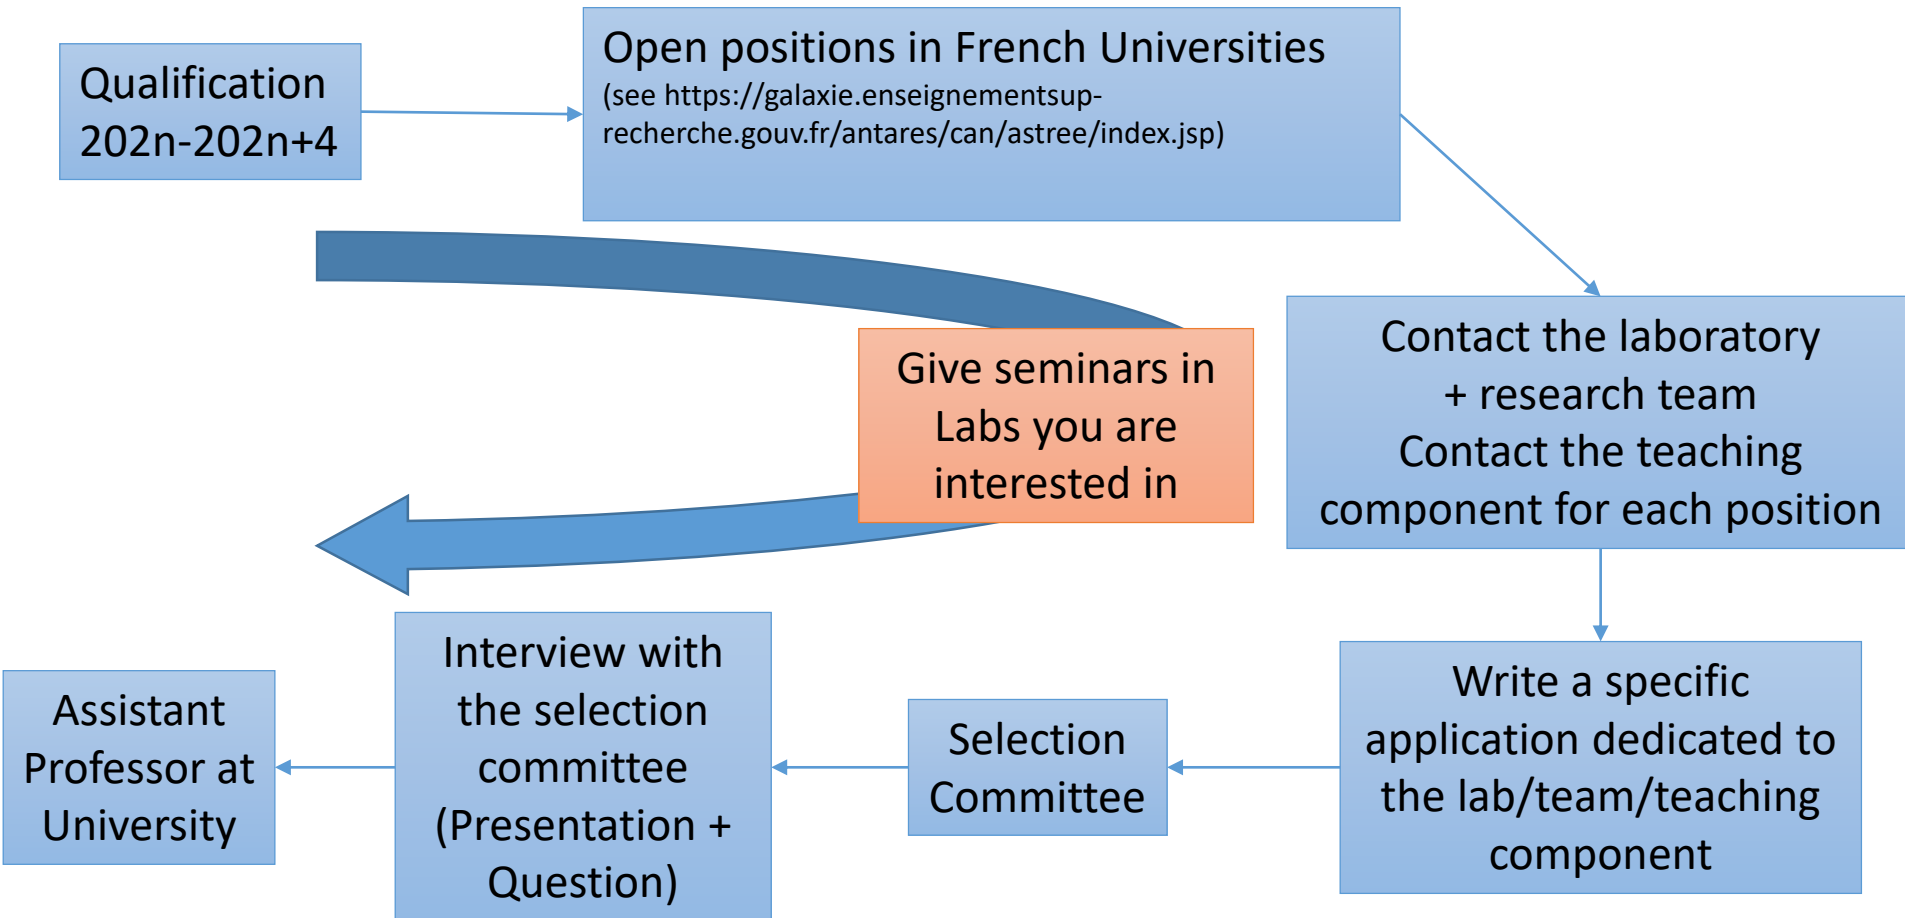 Qualification
202n-202n+4
Open positions in French Universities
(see https://galaxie.enseignementsup-
recherche.gouv.fr/antares/can/astree/index.jsp)
Give seminars in
Labs you are
interested in
Contact the laboratory
+ research team
Contact the teaching
component for each position
Write a specific
application dedicated to
the lab/team/teaching
component
Selection
Committee
Interview with
the selection
committee
(Presentation +
Question)
Assistant
Professor at
University